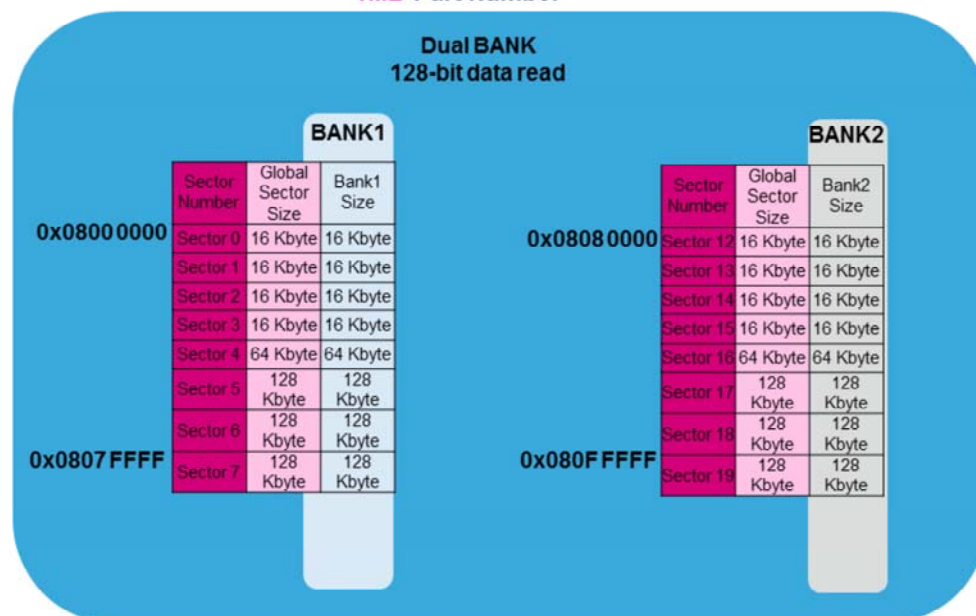 Dual BANK
128-bit data read
BANK1
Sector Number Global Sector Size Bank1 Size
0x0800 0000 Sector 0 16 Kbyte 16 Kbyte
Sector 1 16 Kbyte 16 Kbyte
Sector 2 16 Kbyte 16 Kbyte
Sector 3 16 Kbyte 16 Kbyte
Sector 4 64 Kbyte 64 Kbyte
Sector 5 128 Kbyte 128 Kbyte
Sector 6 128 Kbyte 128 Kbyte
0x0807 FFFF Sector 7 128 Kbyte 128 Kbyte
BANK2
Sector Number Global Sector Size Bank2 Size
0x0808 0000 Sector 12 16 Kbyte 16 Kbyte
Sector 13 16 Kbyte 16 Kbyte
Sector 14 16 Kbyte 16 Kbyte
Sector 15 16 Kbyte 16 Kbyte
Sector 16 64 Kbyte 64 Kbyte
Sector 17 128 Kbyte 128 Kbyte
Sector 18 128 Kbyte 128 Kbyte
0x080F FFFF Sector 19 128 Kbyte 128 Kbyte